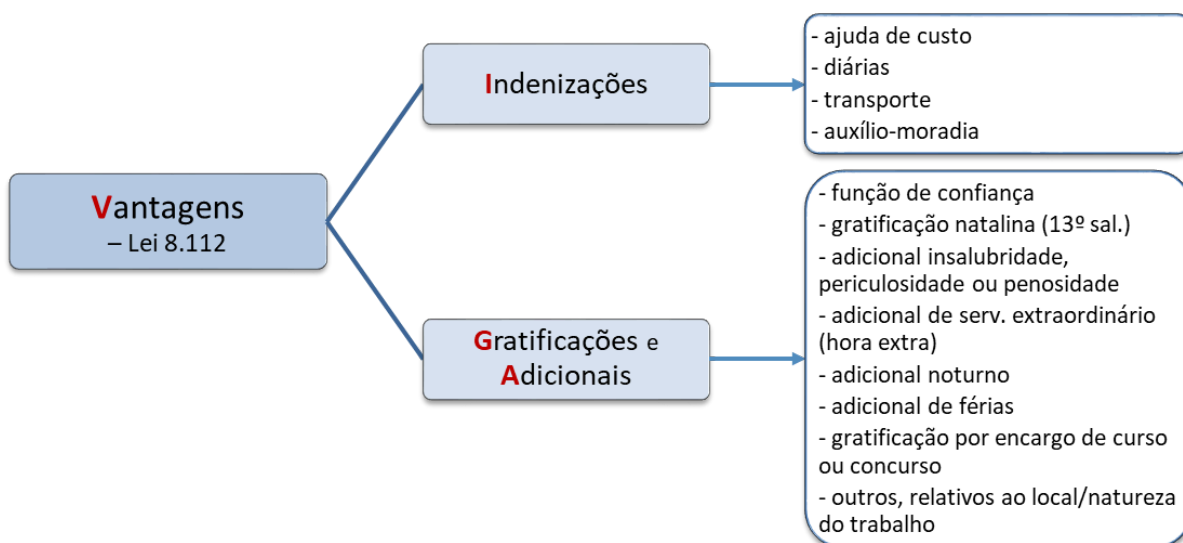 Vantagens
– Lei 8.112
Indenizações
- ajuda de custo
- diárias
- transporte
- auxílio-moradia
Gratificações e
Adicionais
- função de confiança
- gratificação natalina (13º sal.)
- adicional insalubridade,
periculosidade ou penosidade
- adicional de serv. extraordinário
(hora extra)
- adicional noturno
- adicional de férias
- gratificação por encargo de curso
ou concurso
- outros, relativos ao local/natureza
do trabalho